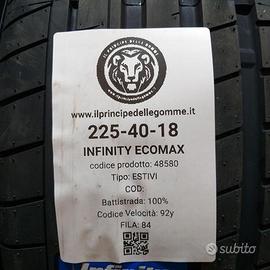 IL PRINCIPE DELLE GOMME
www.ilprincipedellegomme.it
225-40-18
INFINITY ECOMAX
codice prodotto: 48580
Tipo: ESTIVI
COD:
Battistrada: 100%
Codice Velocità: 92y
FILA: 84
subito
Infinity